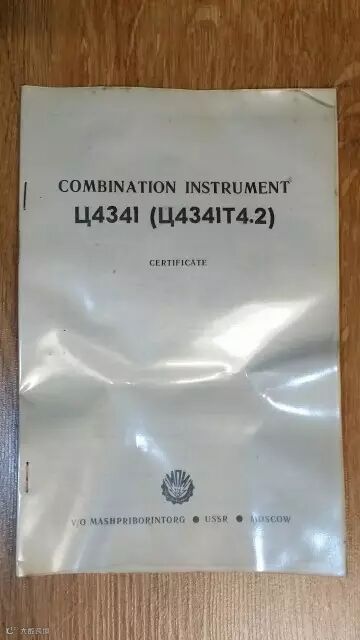 COMBINATION INSTRUMENT
Ц4341 (Ц4341Т4.2)
CERTIFICATE
V/O MASHPRIBORINTORG ● USSR ● MOSCOW